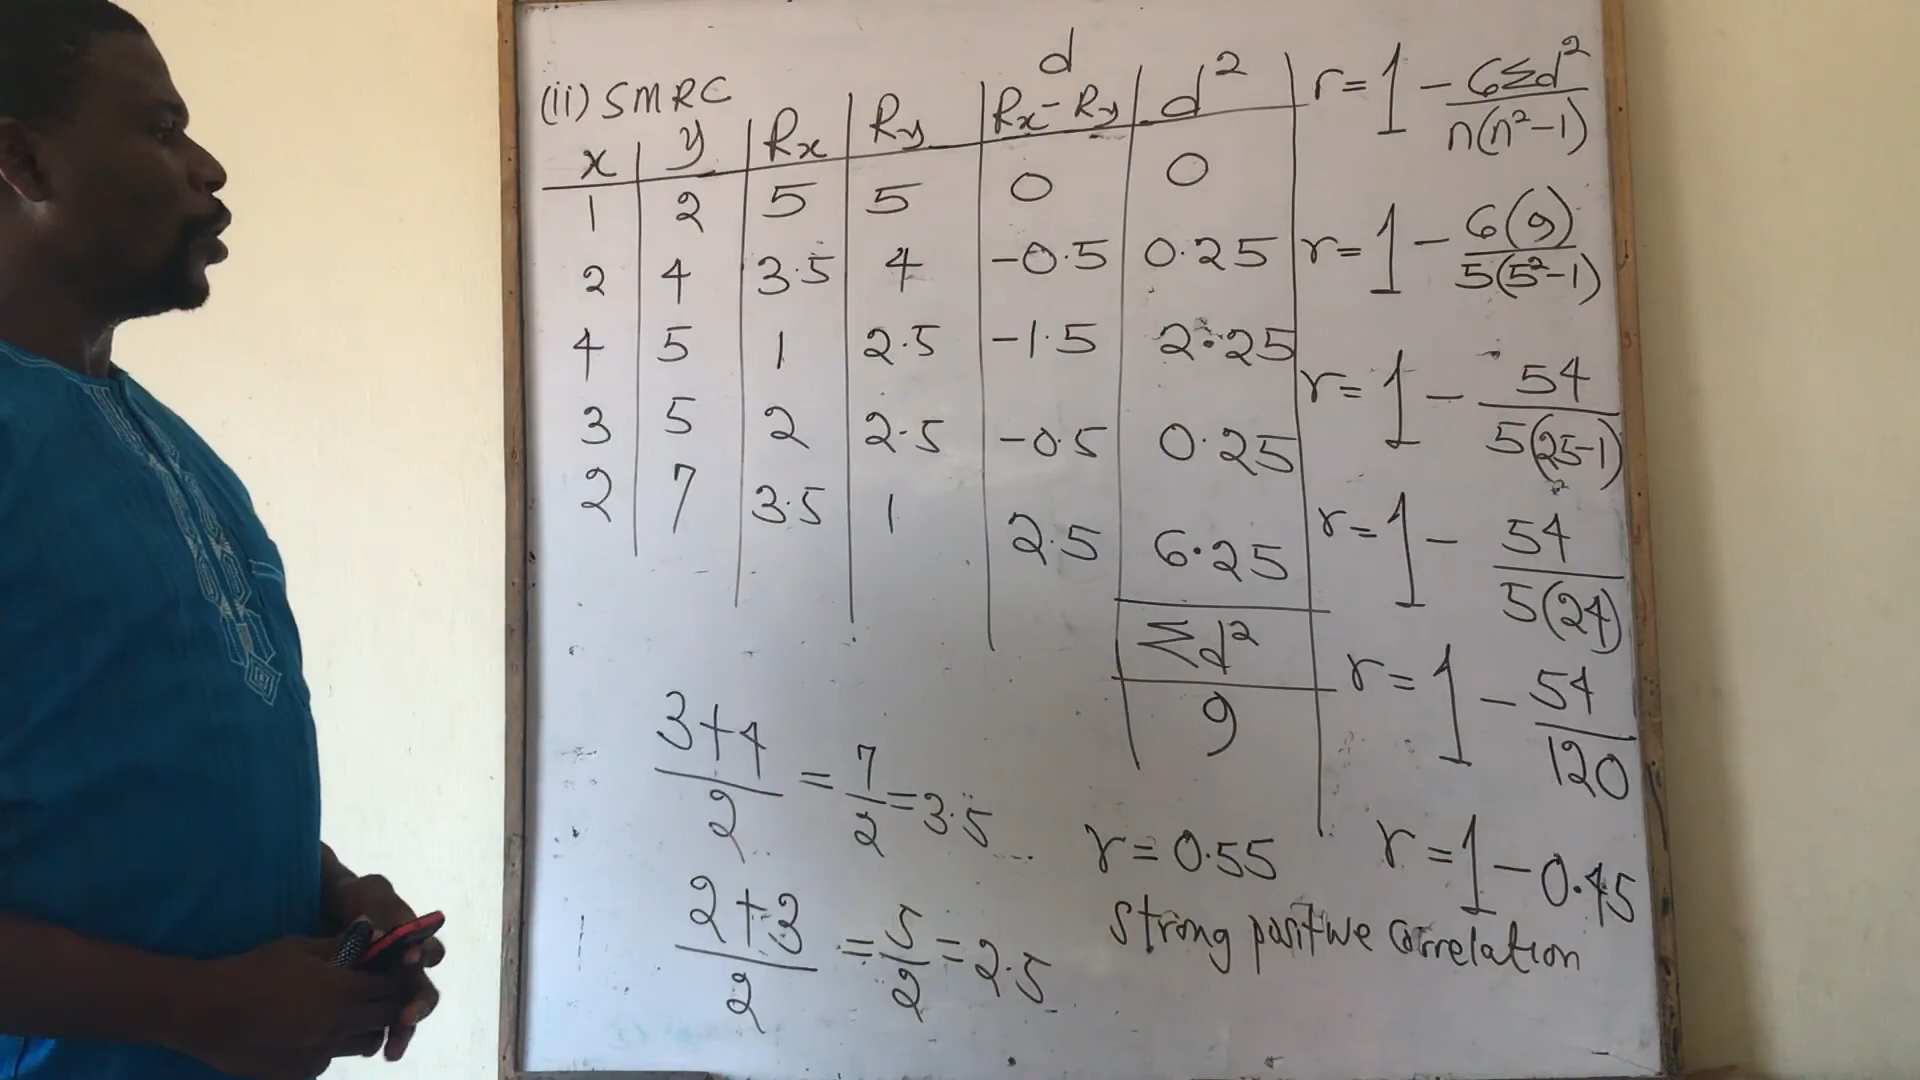 (ii) SMRC
d
x y Rx Ry Rx-Ry d²
1 2 5 5 0 0
2 4 3.5 4 -0.5 0.25
4 5 1 2.5 -1.5 2.25
3 5 2 2.5 -0.5 0.25
2 7 3.5 1 2.5 6.25
Σd²
9
3+4/2 = 7/2 = 3.5
2+3/2 = 5/2 = 2.5
r = 1 - 6Σd²/n(n²-1)
r = 1 - 6(9)/5(5²-1)
r = 1 - 54/5(25-1)
r = 1 - 54/5(24)
r = 1 - 54/120
r = 1 - 0.45
r = 0.55
Strong positive correlation